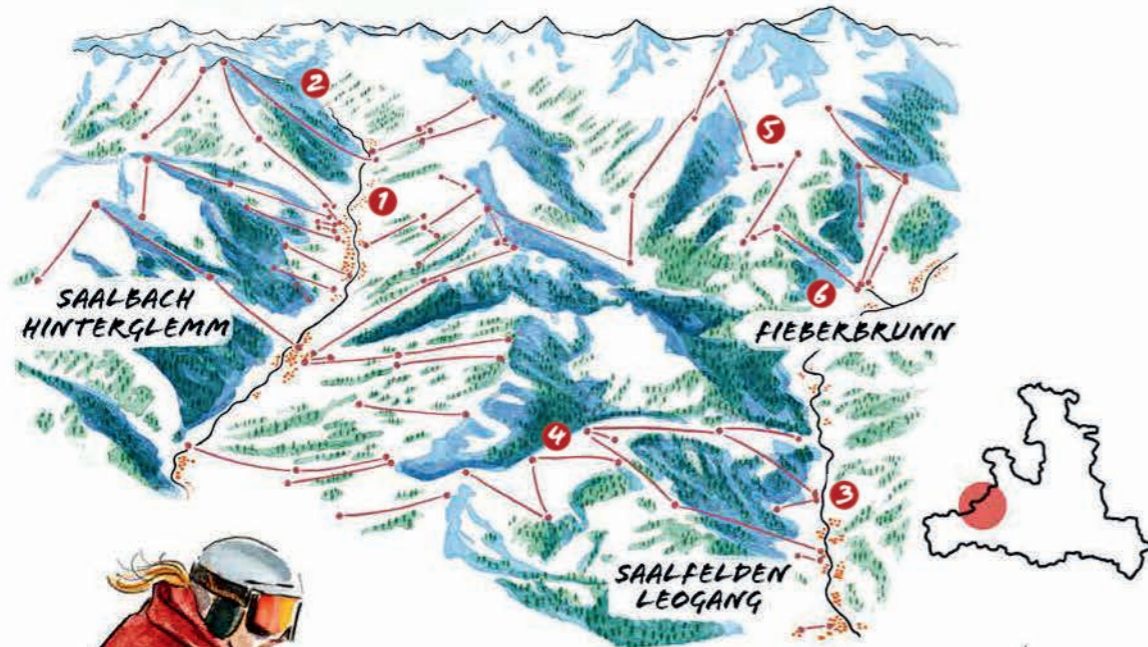 2
5
1
SAALBACH
HINTERGLEMM
6
FIEBERBRUNN
4
3
SAALFELDEN
LEOGANG